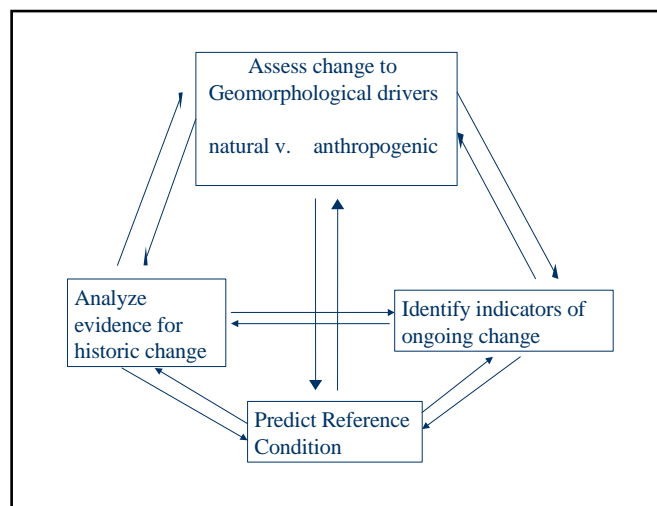 Assess change to
Geomorphological drivers
natural v. anthropogenic
Analyze
evidence for
historic change
Identify indicators of
ongoing change
Predict Reference
Condition